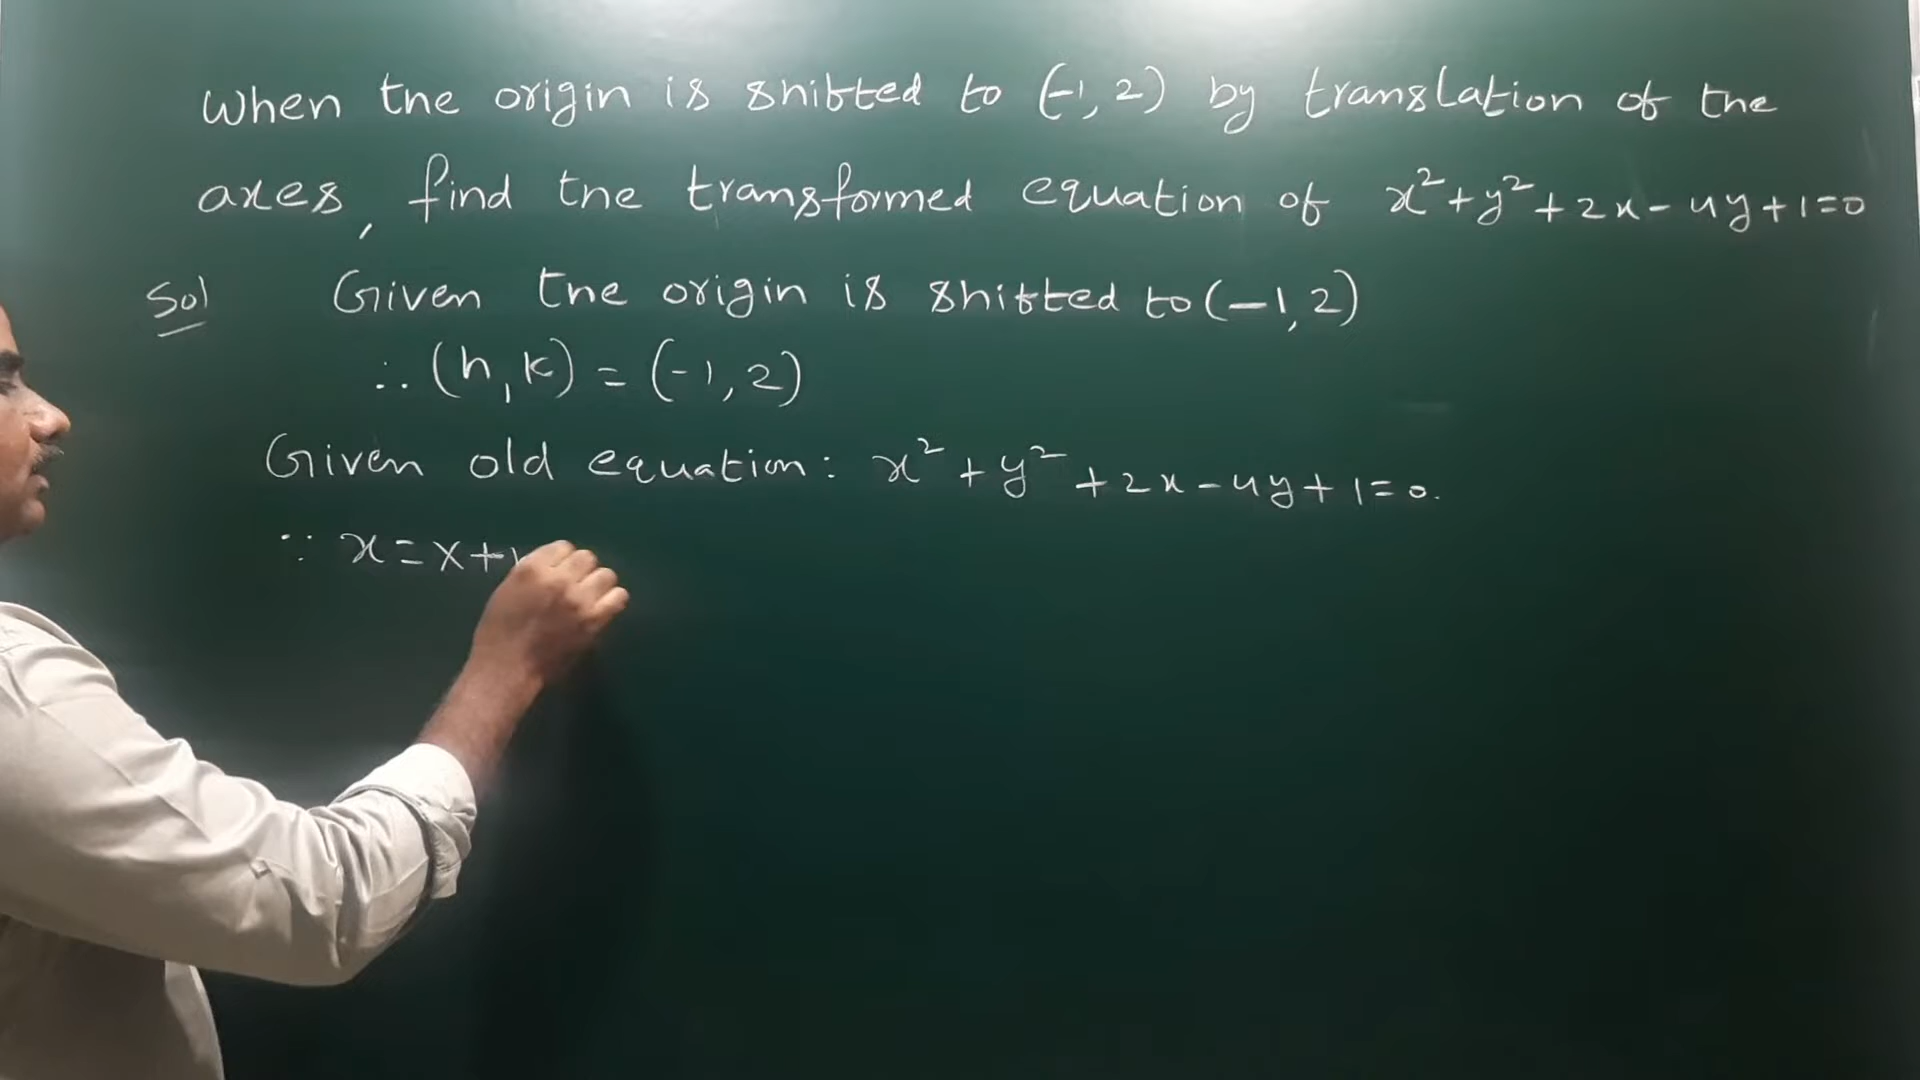 When the origin is shifted to (-1, 2) by translation of the
axes, find the transformed equation of x²+y²+2x-4y+1=0
Sol Given the origin is shifted to (-1, 2)
∴ (h, k) = (-1, 2)
Given old equation: x²+y²+2x-4y+1=0.
∵ x=X+